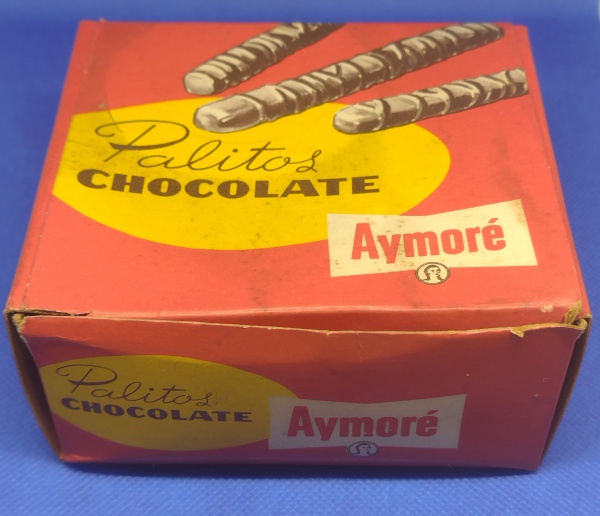 Palitos
CHOCOLATE
Aymoré
Palitos
CHOCOLATE
Aymoré